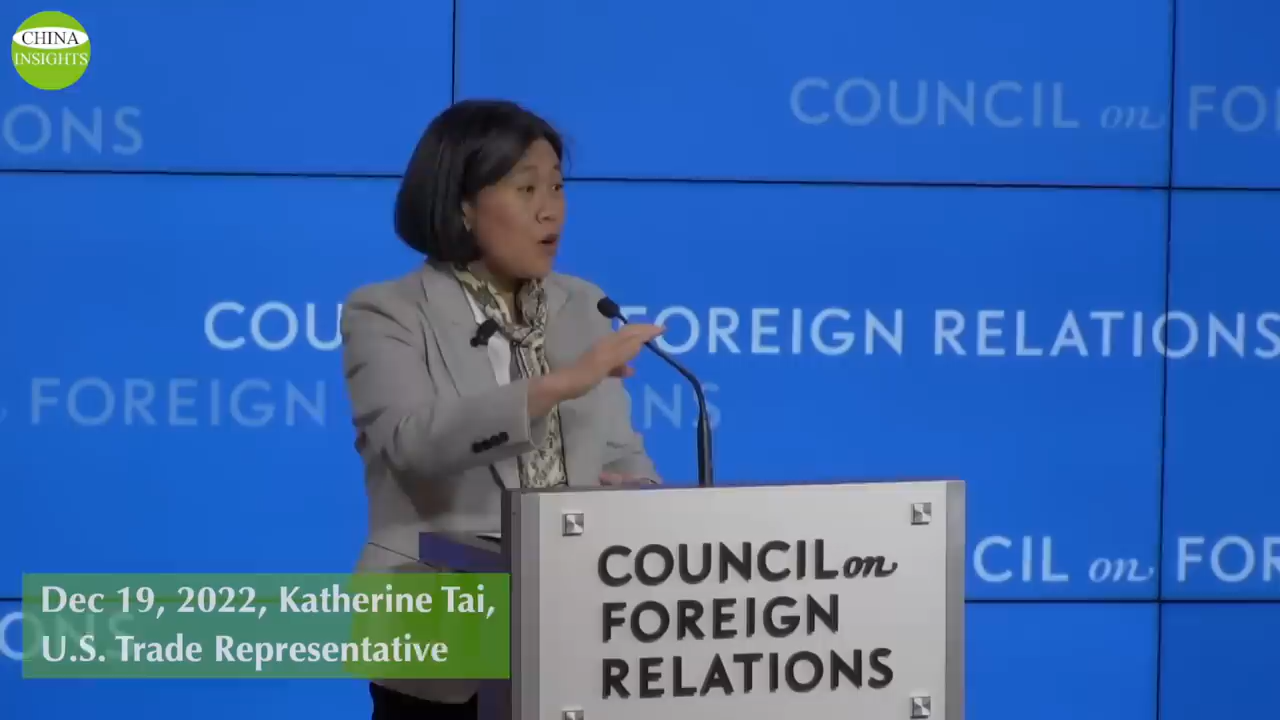 CHINA
INSIGHTS
ONS
COUNCIL on FO
COU FOREIGN RELATIONS
FOREIGN NS
CIL on FOR
COUNCIL on
FOREIGN
RELATIONS
Dec 19, 2022, Katherine Tai,
U.S. Trade Representative